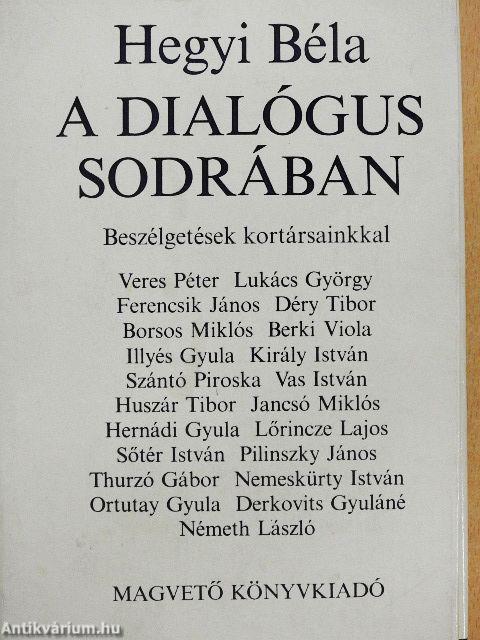 Hegyi Béla
A DIALÓGUS
SODRÁBAN
Beszélgetések kortársainkkal
Veres Péter Lukács György
Ferencsik János Déry Tibor
Borsos Miklós Berki Viola
Illyés Gyula Király István
Szántó Piroska Vas István
Huszár Tibor Jancsó Miklós
Hernádi Gyula Lőrincze Lajos
Sőtér István Pilinszky János
Thurzó Gábor Nemeskürty István
Ortutay Gyula Derkovits Gyuláné
Németh László
MAGVETŐ KÖNYVKIADÓ
Antikvárium.hu